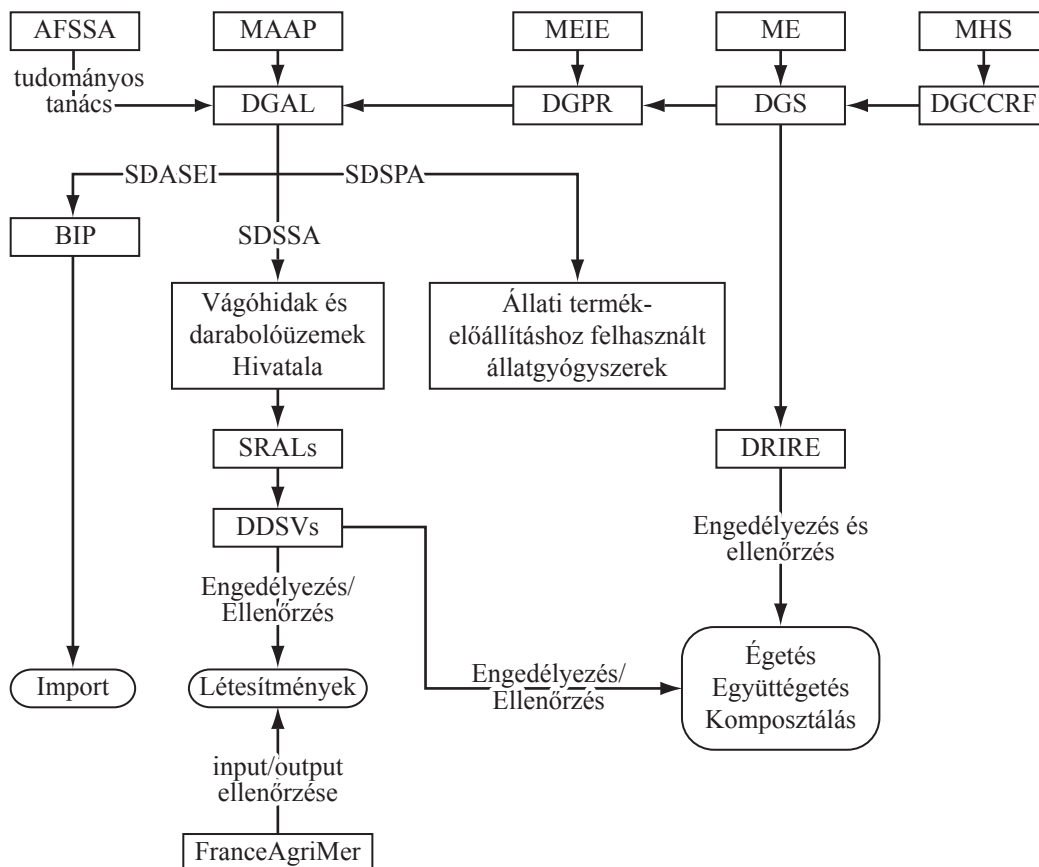 AFSSA
MAAP
MEIE
ME
MHS
tudományos
tanács
DGAL
DGPR
DGS
DGCCRF
SDASEI
SDSPA
BIP
SDSSA
Vágóhidak és
darabolóüzemek
Hivatala
Állati termék-
előállításhoz felhasznált
állatgyógyszerek
SRALs
DRIRE
DDSVs
Engedélyezés és
ellenőrzés
Engedélyezés/
Ellenőrzés
Import
Létesítmények
Engedélyezés/
Ellenőrzés
Égetés
Együttégetés
Komposztálás
input/output
ellenőrzése
FranceAgriMer